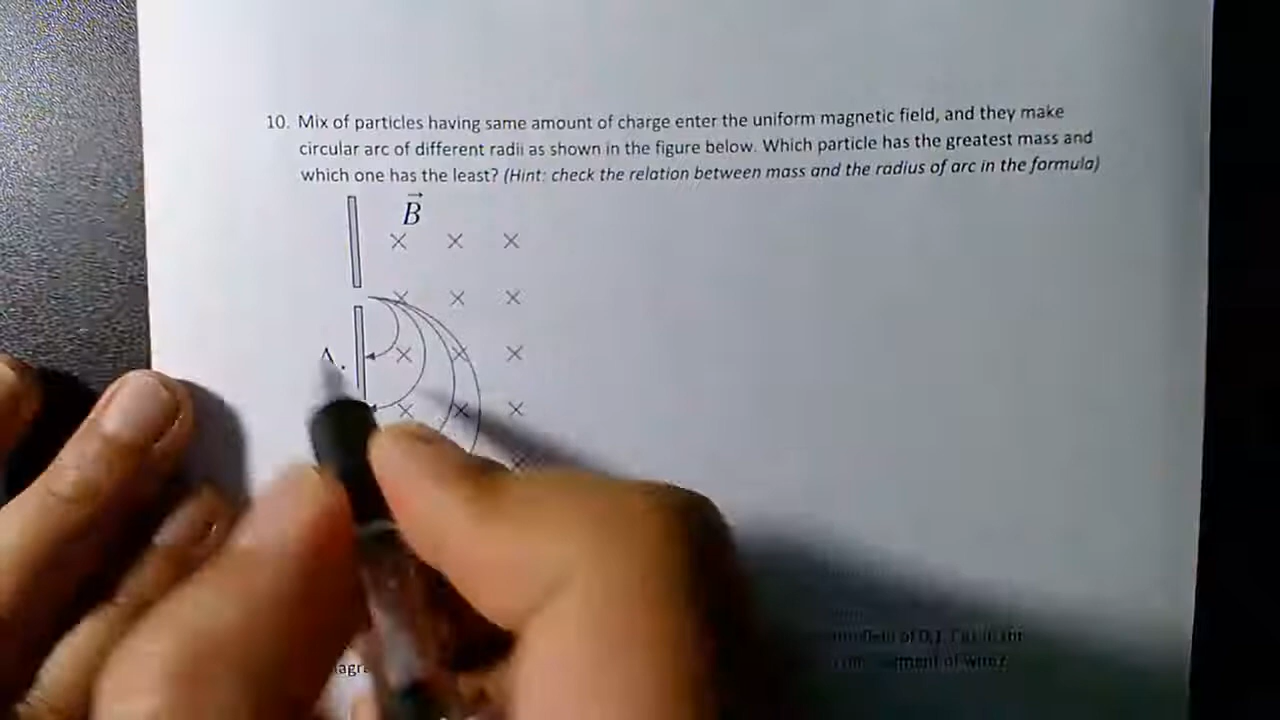 10. Mix of particles having same amount of charge enter the uniform magnetic field, and they make
circular arc of different radii as shown in the figure below. Which particle has the greatest mass and
which one has the least? (Hint: check the relation between mass and the radius of arc in the formula)
B
× × ×
× × ×
A.
× × ×
× × ×